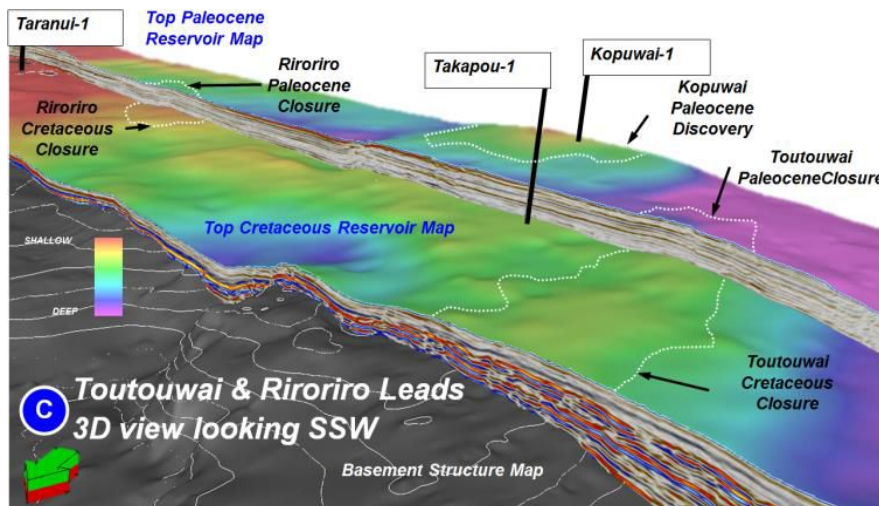 Taranui-1
Top Paleocene
Reservoir Map
Riroriro
Paleocene
Closure
Takapou-1
Kopuwai-1
Kopuwai
Paleocene
Discovery
Riroriro
Cretaceous
Closure
Toutouwai
PaleoceneClosure
Top Cretaceous Reservoir Map
SHALLOW
DEEP
Toutouwai
Cretaceous
Closure
C
Toutouwai & Riroriro Leads
3D view looking SSW
Basement Structure Map